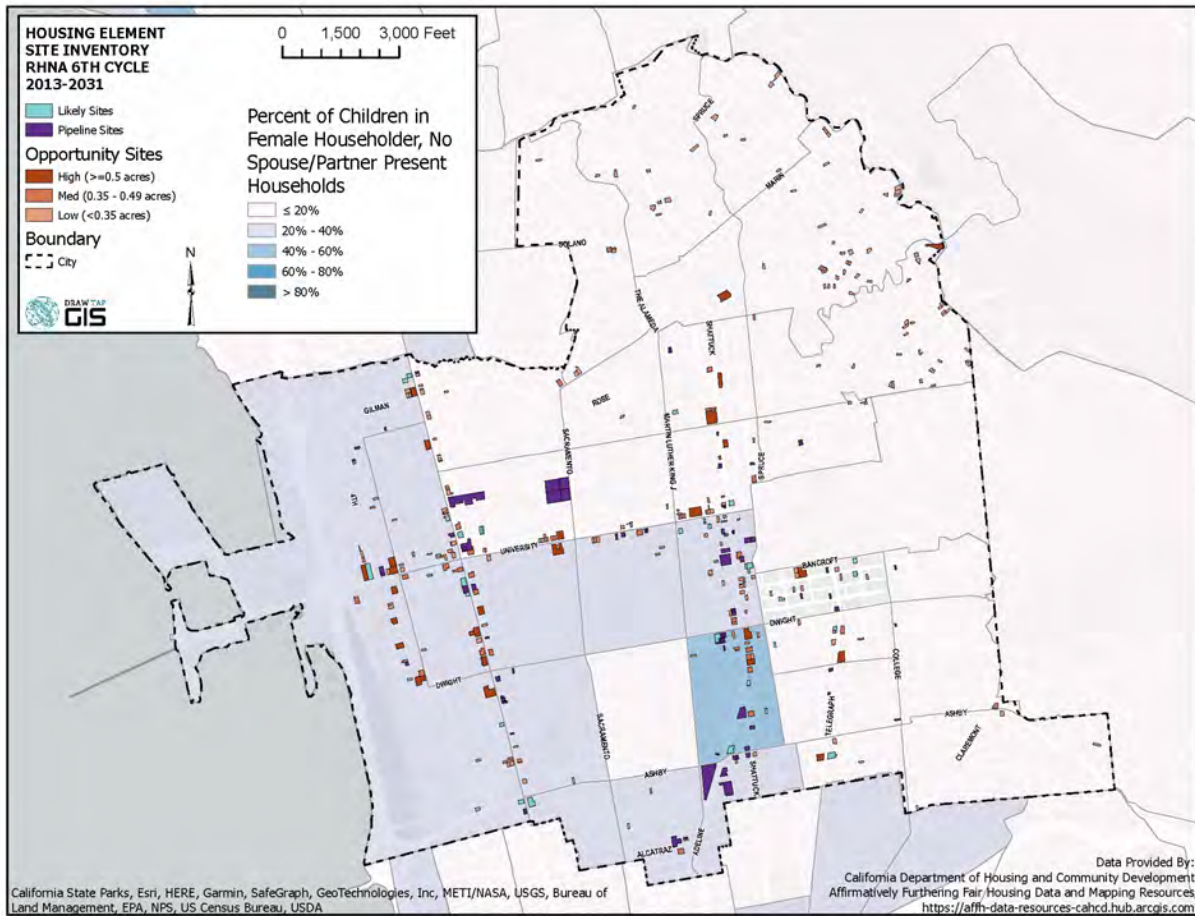 HOUSING ELEMENT
SITE INVENTORY
RHNA 6TH CYCLE
2013-2031
Likely Sites
Pipeline Sites
Opportunity Sites
High (>=0.5 acres)
Med (0.35 - 0.49 acres)
Low (<0.35 acres)
Boundary
City
DRAW TAP
GIS
N
0 1,500 3,000 Feet
Percent of Children in
Female Householder, No
Spouse/Partner Present
Households
≤ 20%
20% - 40%
40% - 60%
60% - 80%
> 80%
SPRUCE
MARIN
SOLANO
THE ALAMEDA
SHATTUCK
GILMAN
ROSE
SACRAMENTO
MARTIN LUTHER KING J
SPRUCE
4TH
UNIVERSITY
BANCROFT
DWIGHT
DWIGHT
COLLEGE
TELEGRAPH
SACRAMENTO
ASHBY
CLAREMONT
ASHBY
SHATTUCK
ADELINE
ALCATRAZ
California State Parks, Esri, HERE, Garmin, SafeGraph, GeoTechnologies, Inc, METI/NASA, USGS, Bureau of
Land Management, EPA, NPS, US Census Bureau, USDA
Data Provided By:
California Department of Housing and Community Development
Affirmatively Furthering Fair Housing Data and Mapping Resources
https://affh-data-resources-cahcd.hub.arcgis.com